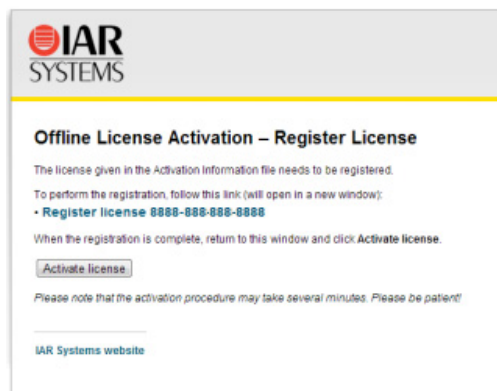 IAR
SYSTEMS
Offline License Activation – Register License
The license given in the Activation Information file needs to be registered.
To perform the registration, follow this link (will open in a new window):
• Register license 8888-888-888-8888
When the registration is complete, return to this window and click Activate license.
Activate license
Please note that the activation procedure may take several minutes. Please be patient!
IAR Systems website